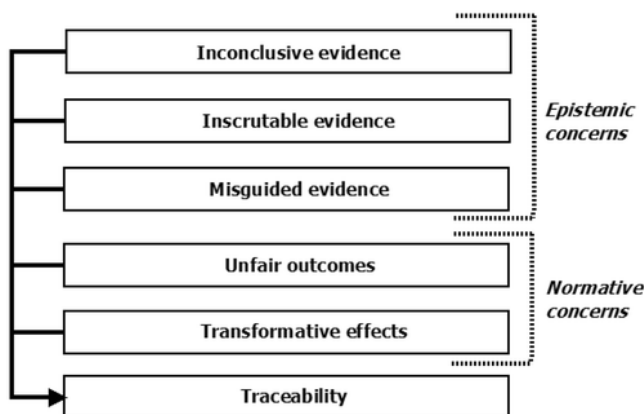 Inconclusive evidence
Inscrutable evidence
Misguided evidence
Epistemic
concerns
Unfair outcomes
Transformative effects
Normative
concerns
Traceability